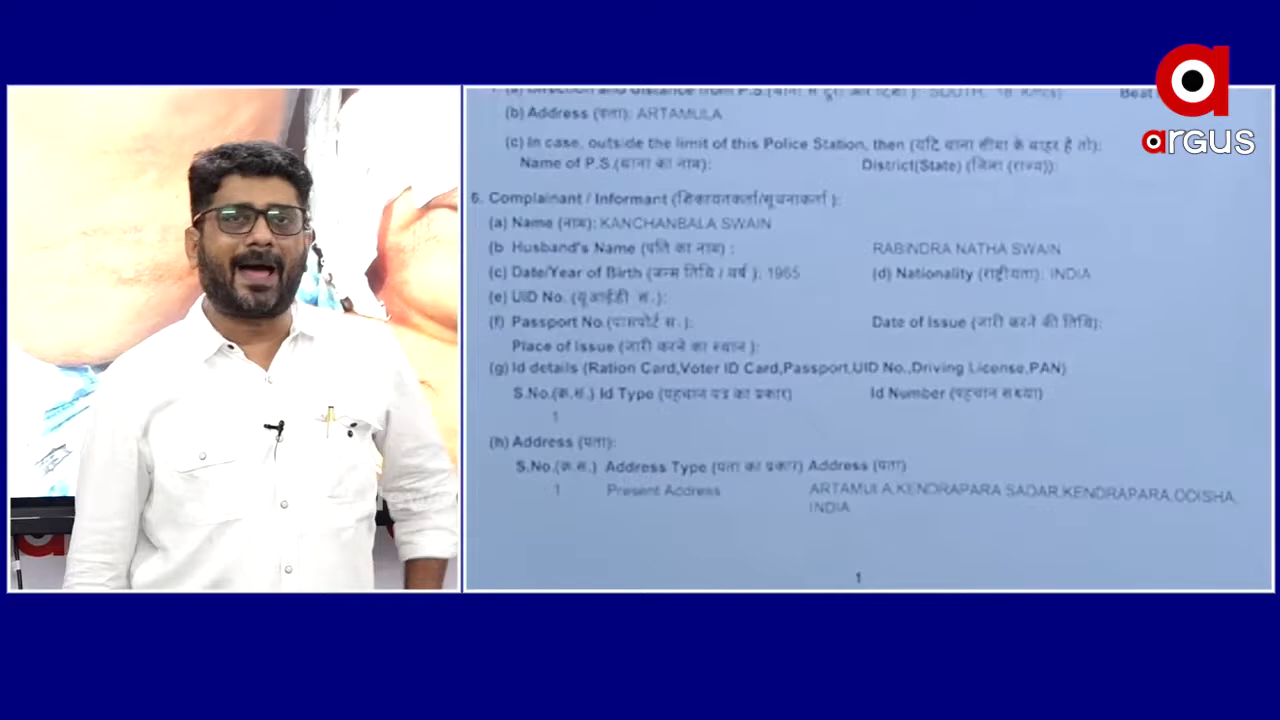 argus
(b) Address (पता): ARTAMULA
(c) In case, outside the limit of this Police Station, then (यदि थाना सीमा के बाहर है तो):
Name of P.S.(थाना का नाम): District(State) (जिला (राज्य)):
6. Complainant / Informant (शिकायतकर्ता/सूचनाकर्ता ):
(a) Name (नाम): KANCHANBALA SWAIN
(b Husband's Name (पति का नाम) : RABINDRA NATHA SWAIN
(c) Date/Year of Birth (जन्म तिथि / वर्ष ): 1965 (d) Nationality (राष्ट्रीयता): INDIA
(e) UID No. (यूआईडी स.):
(f) Passport No.(पासपोर्ट स.): Date of Issue (जारी करने की तिथि):
Place of Issue (जारी करने का स्थान ):
(g) Id details (Ration Card,Voter ID Card,Passport,UID No.,Driving License,PAN)
S.No.(क्र.स.) Id Type (पहचान पत्र का प्रकार) Id Number (पहचान संख्या)
1
(h) Address (पता):
S.No.(क्र.स.) Address Type (पता का प्रकार) Address (पता)
1 Present Address ARTAMULA,KENDRAPARA SADAR,KENDRAPARA,ODISHA,
INDIA
1